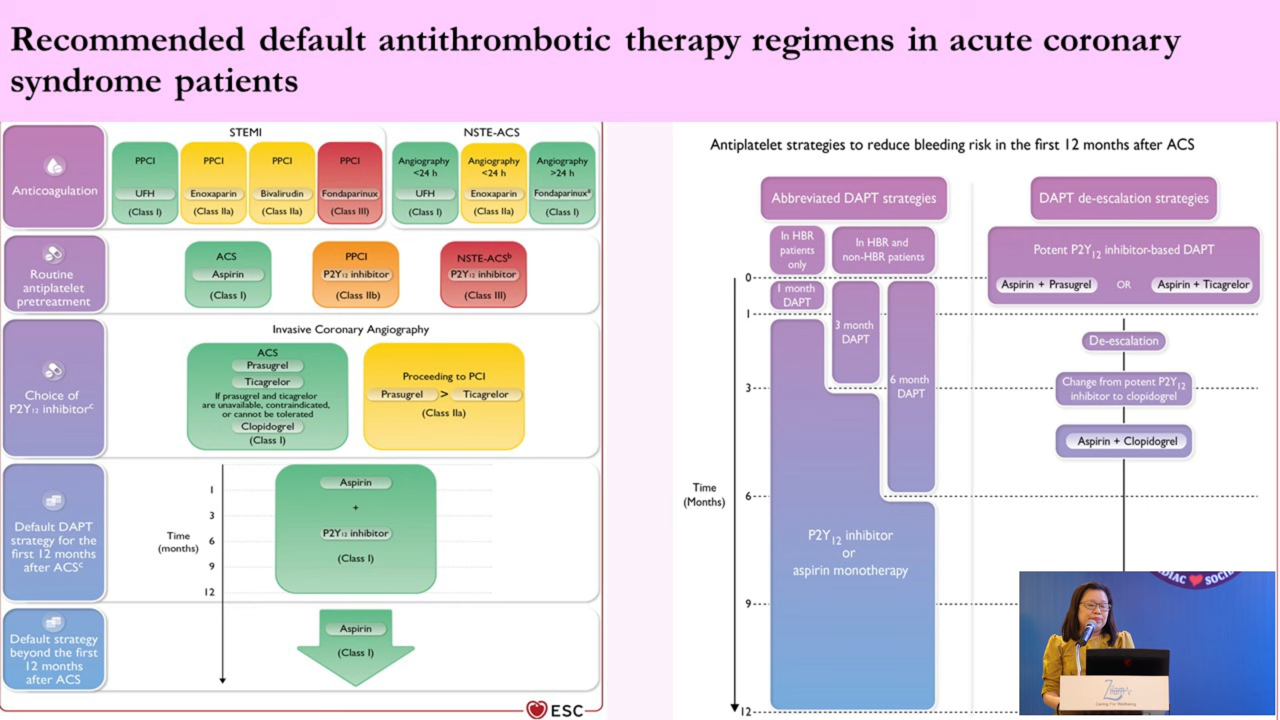 Recommended default antithrombotic therapy regimens in acute coronary
syndrome patients
STEMI
NSTE-ACS
Anticoagulation
PPCI
UFH
(Class I)
PPCI
Enoxaparin
(Class IIa)
PPCI
Bivalirudin
(Class IIa)
PPCI
Fondaparinux
(Class III)
Angiography
<24 h
UFH
(Class I)
Angiography
<24 h
Enoxaparin
(Class IIa)
Angiography
>24 h
Fondaparinuxᵃ
(Class I)
Routine
antiplatelet
pretreatment
ACS
Aspirin
(Class I)
PPCI
P2Y₁₂ inhibitor
(Class IIb)
NSTE-ACSᵇ
P2Y₁₂ inhibitor
(Class III)
Invasive Coronary Angiography
Choice of
P2Y₁₂ inhibitorᶜ
ACS
Prasugrel
Ticagrelor
If prasugrel and ticagrelor
are unavailable, contraindicated,
or cannot be tolerated
Clopidogrel
(Class I)
Proceeding to PCI
Prasugrel > Ticagrelor
(Class IIa)
Default DAPT
strategy for the
first 12 months
after ACSᶜ
Time
(months)
1
3
6
9
12
Aspirin
+
P2Y₁₂ inhibitor
(Class I)
Default strategy
beyond the first
12 months
after ACS
Aspirin
(Class I)
ESC
Antiplatelet strategies to reduce bleeding risk in the first 12 months after ACS
Abbreviated DAPT strategies
In HBR
patients
only
In HBR and
non-HBR patients
1 month
DAPT
3 month
DAPT
6 month
DAPT
P2Y₁₂ inhibitor
or
aspirin monotherapy
Time
(Months)
0
1
3
6
9
12
DAPT de-escalation strategies
Potent P2Y₁₂ inhibitor-based DAPT
Aspirin + Prasugrel OR Aspirin + Ticagrelor
De-escalation
Change from potent P2Y₁₂
inhibitor to clopidogrel
Aspirin + Clopidogrel